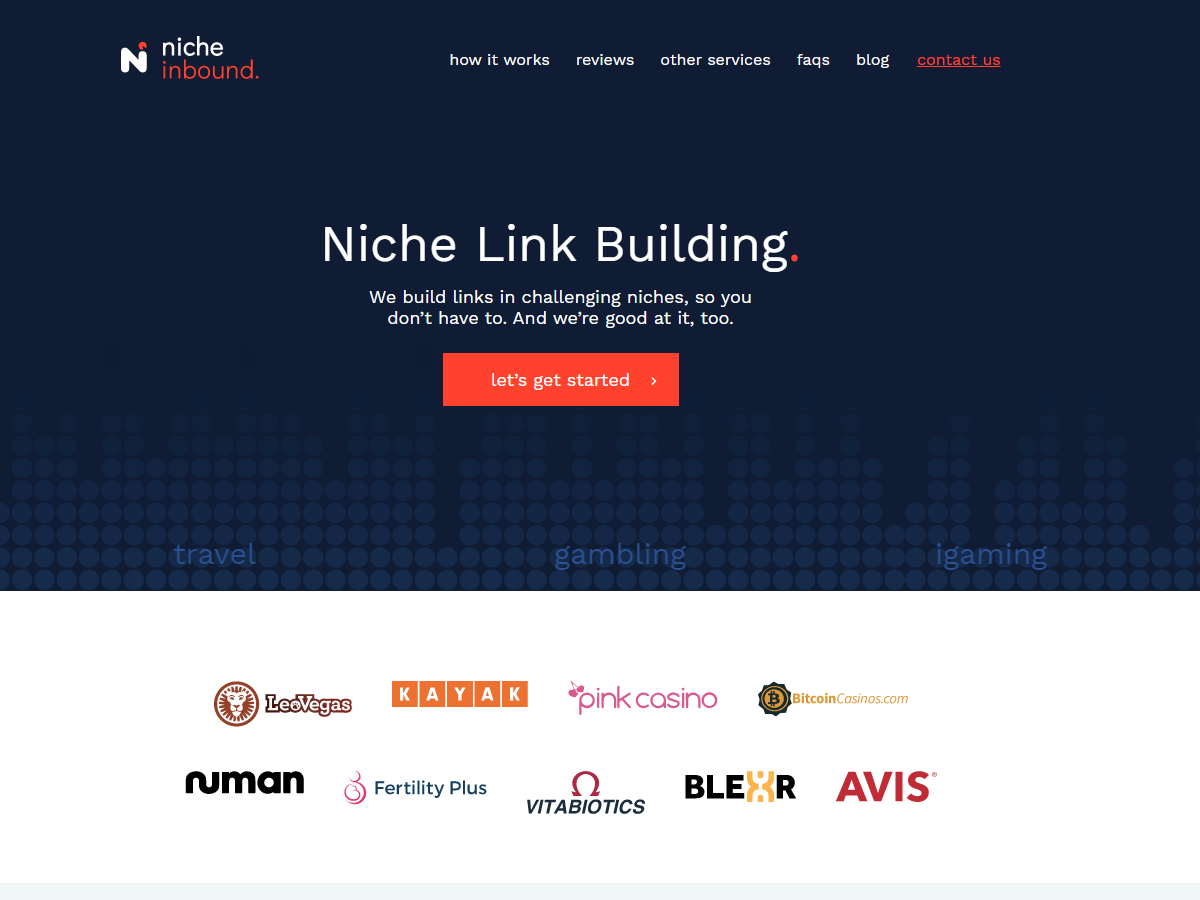 niche
inbound.
how it works reviews other services faqs blog contact us
Niche Link Building.
We build links in challenging niches, so you
don’t have to. And we’re good at it, too.
let’s get started ›
travel gambling igaming
LeoVegas KAYAK pink casino BitcoinCasinos.com
numan Fertility Plus VITABIOTICS BLEXR AVIS®